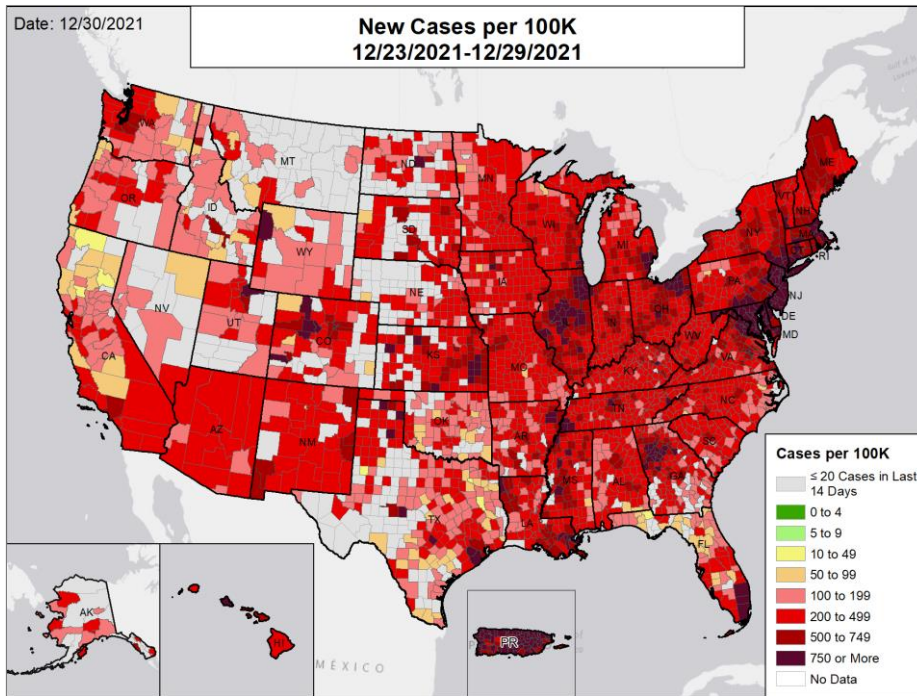 Date: 12/30/2021
New Cases per 100K
12/23/2021-12/29/2021
WA
MT
ND
MN
ME
OR
ID
SD
WI
MI
VT
NH
NY
MA
CT
RI
WY
IA
PA
NJ
NE
NV
UT
CO
IL
IN
OH
DE
MD
WV
VA
CA
KS
MO
KY
NC
TN
AZ
NM
OK
AR
SC
MS
AL
GA
TX
LA
FL
AK
HI
PR
MÉXICO
Cases per 100K
≤ 20 Cases in Last
14 Days
0 to 4
5 to 9
10 to 49
50 to 99
100 to 199
200 to 499
500 to 749
750 or More
No Data